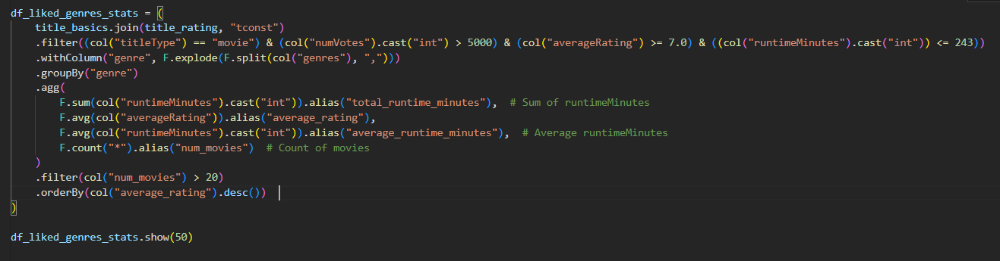 df_liked_genres_stats = (
    title_basics.join(title_rating, "tconst")
    .filter((col("titleType") == "movie") & (col("numVotes").cast("int") > 5000) & (col("averageRating") >= 7.0) & ((col("runtimeMinutes").cast("int")) <= 243))
    .withColumn("genre", F.explode(F.split(col("genres"), ",")))
    .groupBy("genre")
    .agg(
        F.sum(col("runtimeMinutes").cast("int")).alias("total_runtime_minutes"),  # Sum of runtimeMinutes
        F.avg(col("averageRating")).alias("average_rating"),
        F.avg(col("runtimeMinutes").cast("int")).alias("average_runtime_minutes"),  # Average runtimeMinutes
        F.count("*").alias("num_movies")  # Count of movies
    )
    .filter(col("num_movies") > 20)
    .orderBy(col("average_rating").desc())
)
df_liked_genres_stats.show(50)